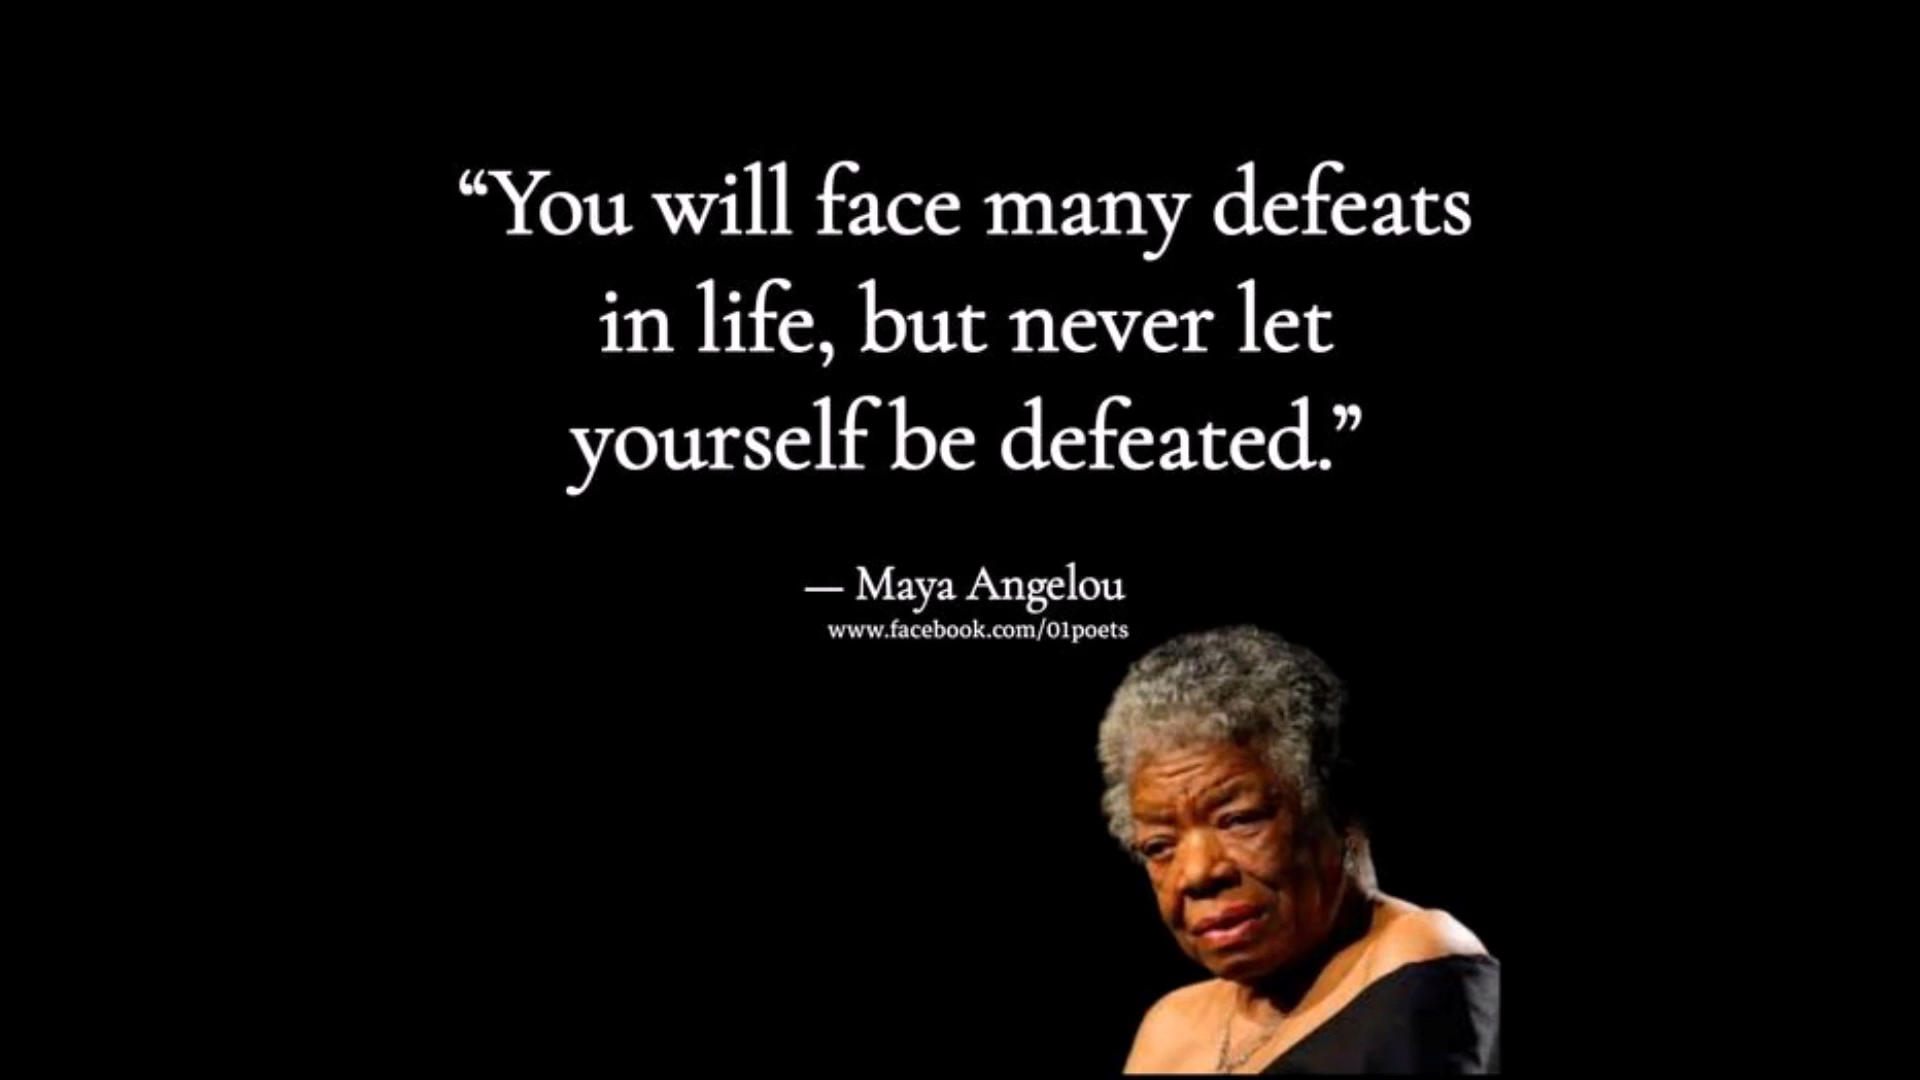 “You will face many defeats
in life, but never let
yourself be defeated.”
— Maya Angelou
www.facebook.com/01poets